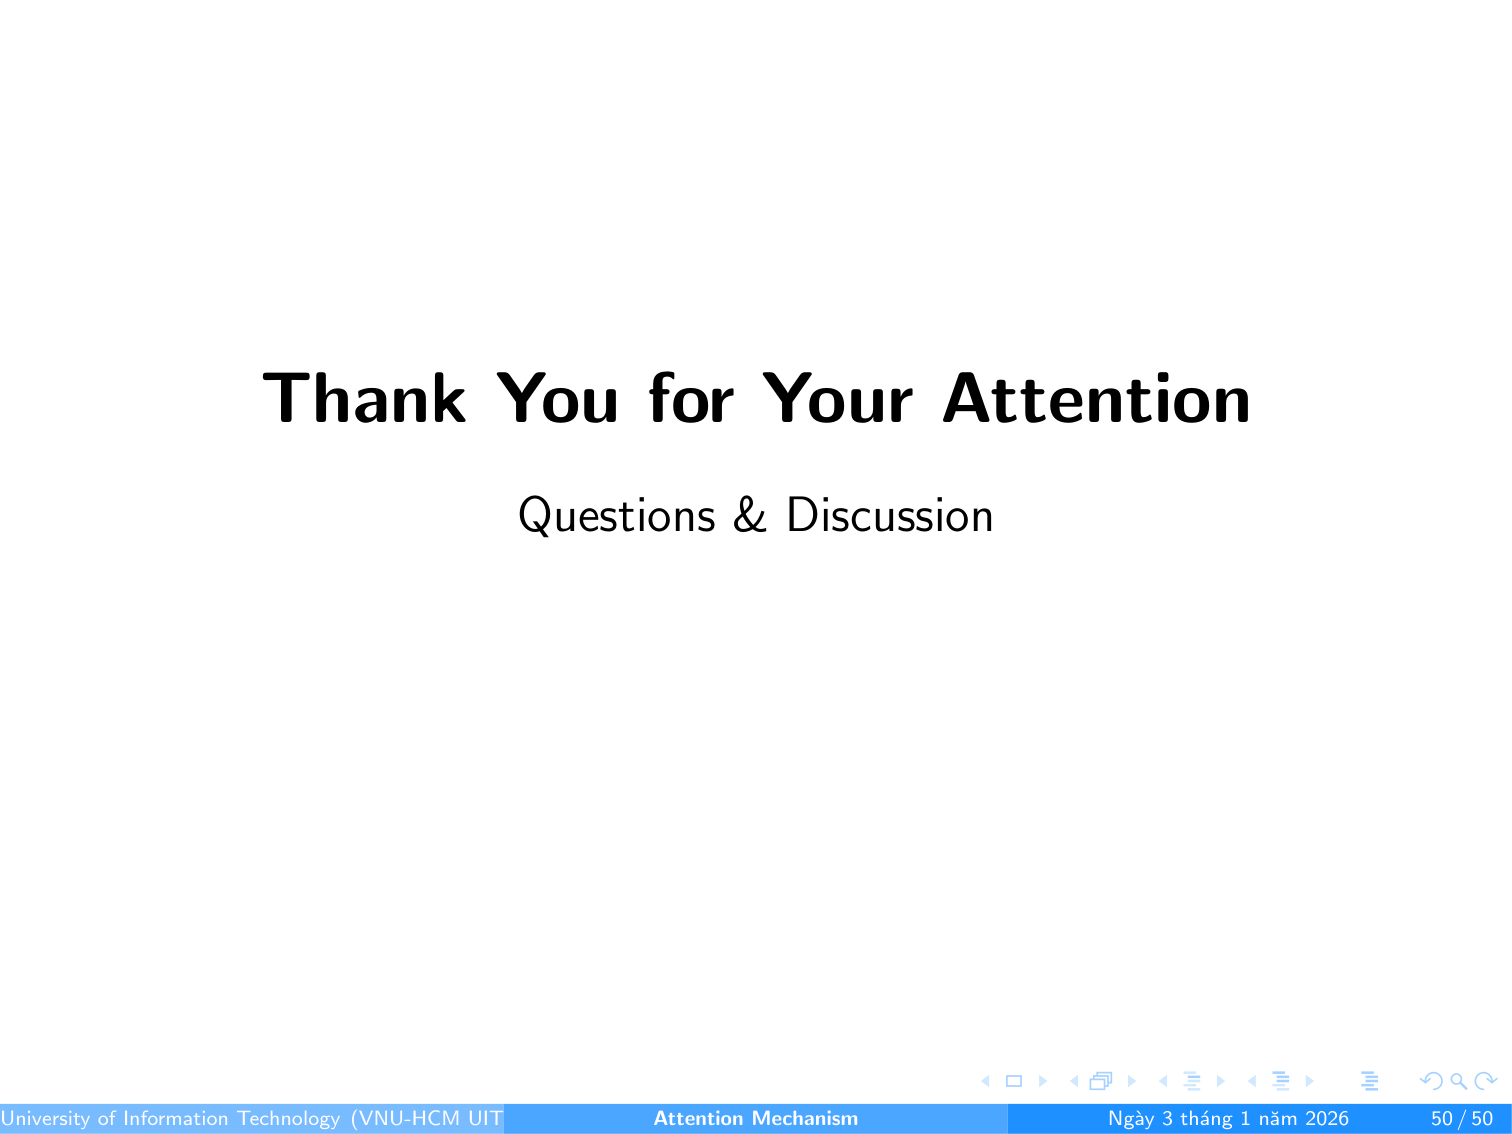 Thank You for Your Attention
Questions & Discussion
University of Information Technology (VNU-HCM UIT
Attention Mechanism
Ngày 3 tháng 1 năm 2026
50 / 50